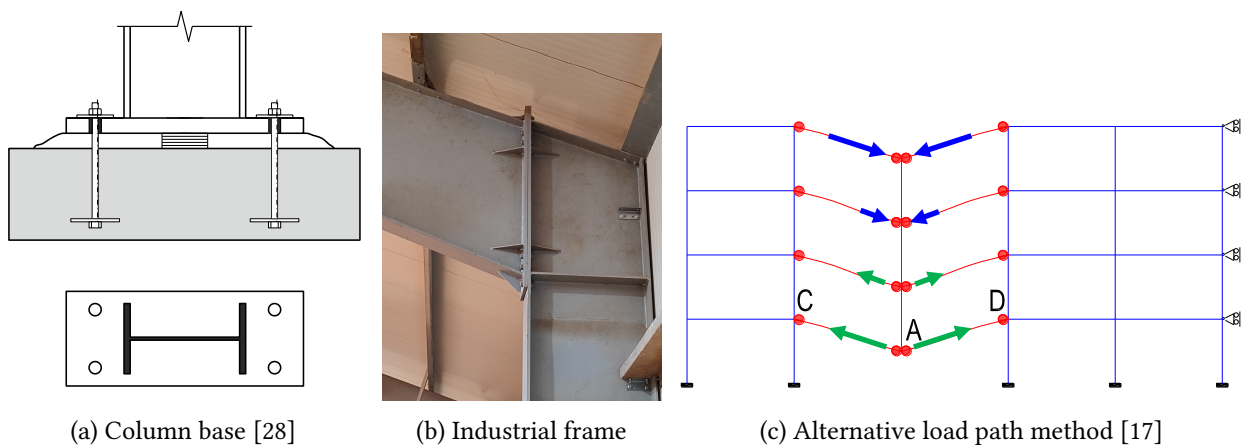 C
D
A
(a) Column base [28]
(b) Industrial frame
(c) Alternative load path method [17]